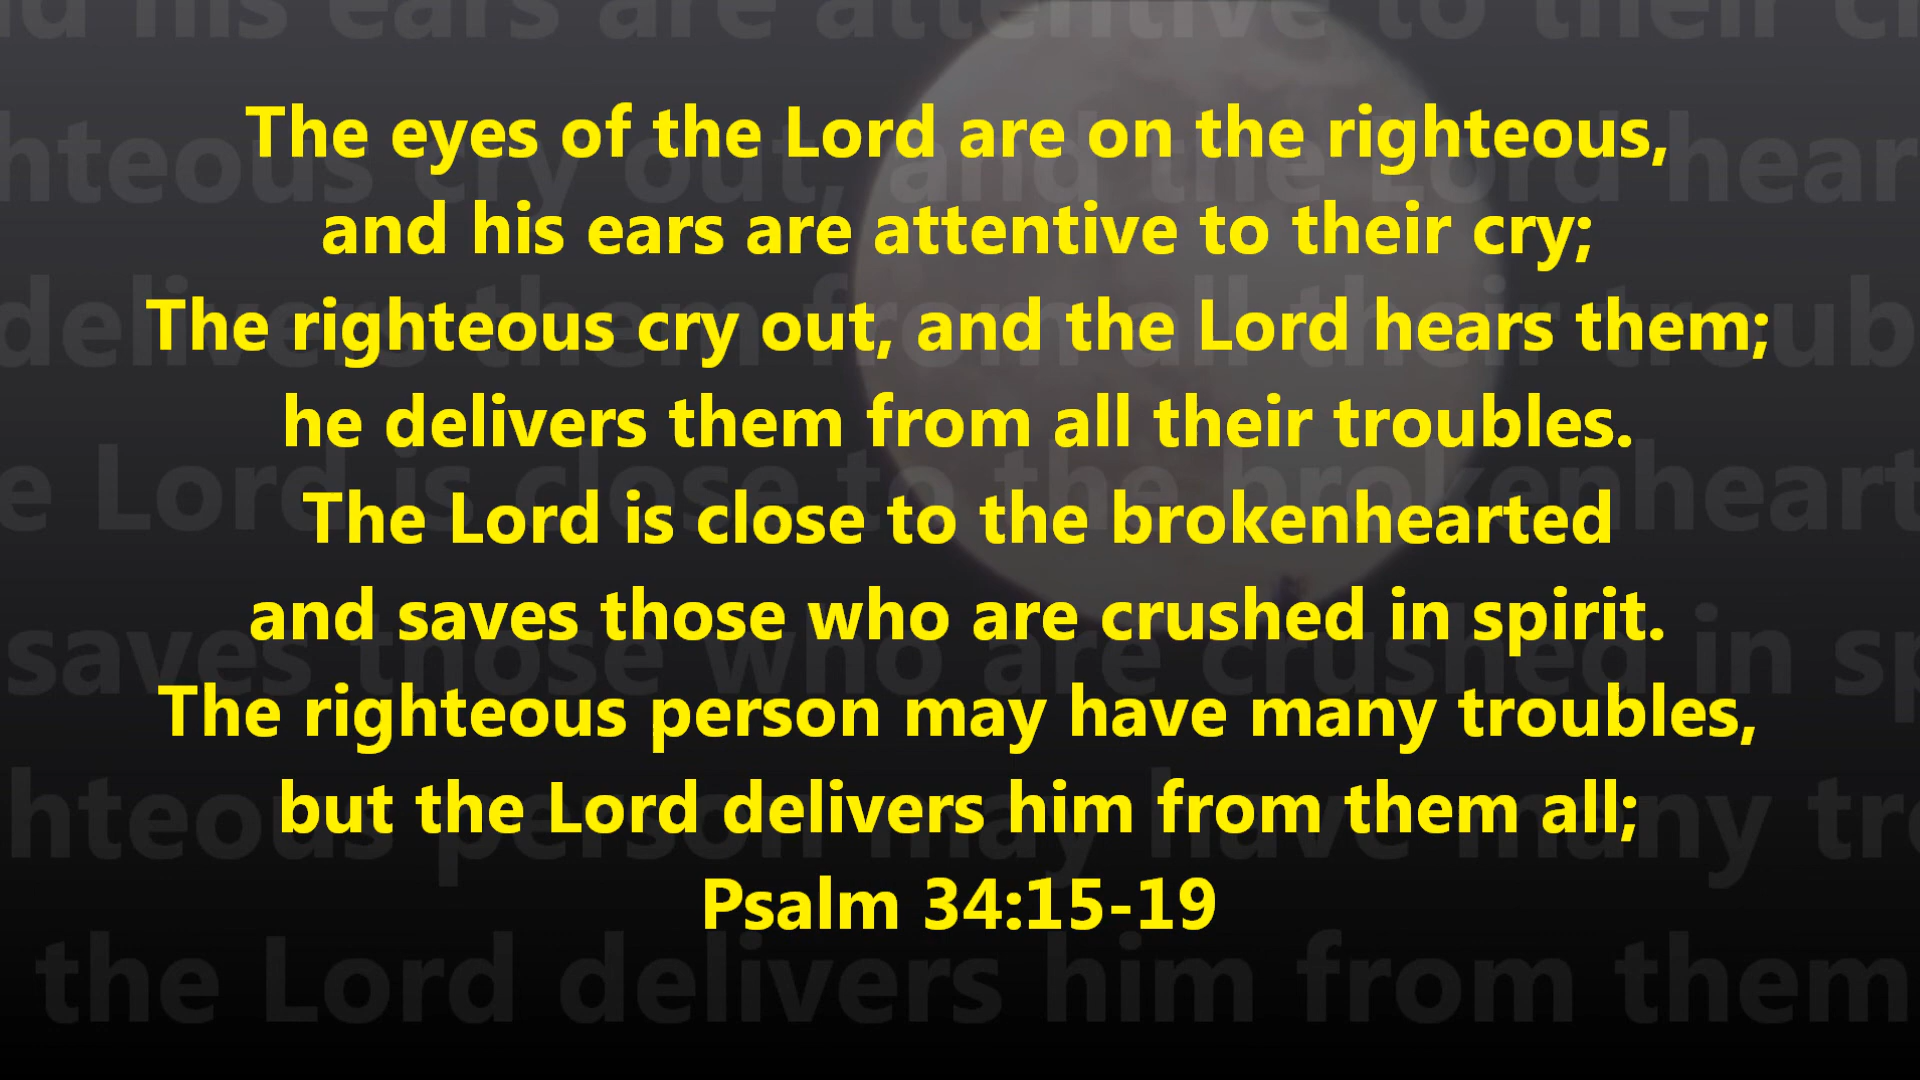 The eyes of the Lord are on the righteous,
and his ears are attentive to their cry;
The righteous cry out, and the Lord hears them;
he delivers them from all their troubles.
The Lord is close to the brokenhearted
and saves those who are crushed in spirit.
The righteous person may have many troubles,
but the Lord delivers him from them all;
Psalm 34:15-19